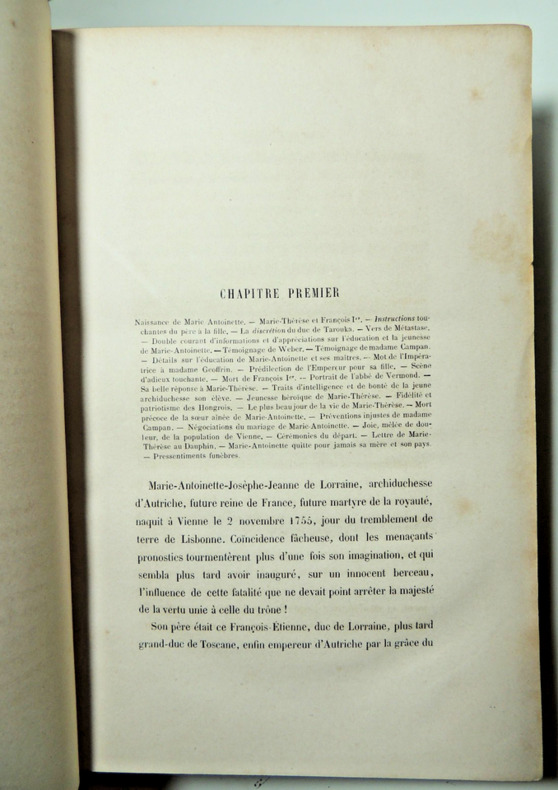 CHAPITRE PREMIER
Naissance de Marie Antoinette. — Marie-Thérèse et François Ier. — Instructions tou-
chantes du père à la fille. — La discrétion du duc de Tarouka. — Vers de Métastase.
— Double courant d'informations et d'appréciations sur l'éducation et la jeunesse
de Marie-Antoinette. — Témoignage de Weber. — Témoignage de madame Campan.
— Détails sur l'éducation de Marie-Antoinette et ses maîtres. — Mot de l'Impéra-
trice à madame Geoffrin. — Prédilection de l'Empereur pour sa fille. — Scène
d'adieux touchante. — Mort de François Ier. — Portrait de l'abbé de Vermond. —
Sa belle réponse à Marie-Thérèse. — Traits d'intelligence et de bonté de la jeune
archiduchesse son élève. — Jeunesse héroïque de Marie-Thérèse. — Fidélité et
patriotisme des Hongrois. — Le plus beau jour de la vie de Marie-Thérèse. — Mort
précoce de la sœur aînée de Marie-Antoinette. — Préventions injustes de madame
Campan. — Négociations du mariage de Marie-Antoinette. — Joie, mêlée de dou-
leur, de la population de Vienne. — Cérémonies du départ. — Lettre de Marie-
Thérèse au Dauphin. — Marie-Antoinette quitte pour jamais sa mère et son pays.
— Pressentiments funèbres.
Marie-Antoinette-Josèphe-Jeanne de Lorraine, archiduchesse
d'Autriche, future reine de France, future martyre de la royauté,
naquit à Vienne le 2 novembre 1755, jour du tremblement de
terre de Lisbonne. Coïncidence fâcheuse, dont les menaçants
pronostics tourmentèrent plus d'une fois son imagination, et qui
sembla plus tard avoir inauguré, sur un innocent berceau,
l'influence de cette fatalité que ne devait point arrêter la majesté
de la vertu unie à celle du trône !
Son père était ce François-Étienne, duc de Lorraine, plus tard
grand-duc de Toscane, enfin empereur d'Autriche par la grâce du